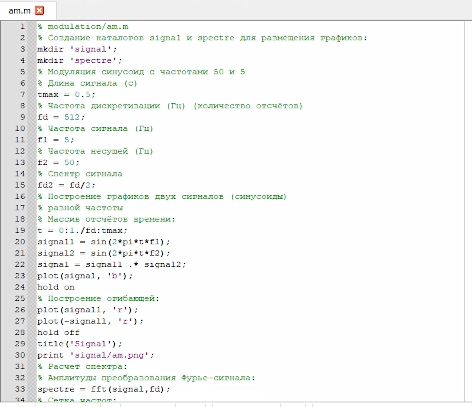 am.m
1 % modulation/am.m
2 % Создание каталогов signal и spectre для размещения графиков:
3 mkdir 'signal';
4 mkdir 'spectre';
5 % Модуляция синусоид с частотами 50 и 5
6 % Длина сигнала (с)
7 tmax = 0.5;
8 % Частота дискретизации (Гц) (количество отсчётов)
9 fd = 512;
10 % Частота сигнала (Гц)
11 f1 = 5;
12 % Частота несущей (Гц)
13 f2 = 50;
14 % Спектр сигнала
15 fd2 = fd/2;
16 % Построение графиков двух сигналов (синусоиды)
17 % разной частоты
18 % Массив отсчётов времени:
19 t = 0:1./fd:tmax;
20 signal1 = sin(2*pi*t*f1);
21 signal2 = sin(2*pi*t*f2);
22 signal = signal1 .* signal2;
23 plot(signal, 'b');
24 hold on
25 % Построение огибающей:
26 plot(signal1, 'r');
27 plot(-signal1, 'r');
28 hold off
29 title('Signal');
30 print 'signal/am.png';
31 % Расчет спектра:
32 % Амплитуды преобразования Фурье-сигнала:
33 spectre = fft(signal,fd);
34 % Сетка частот: